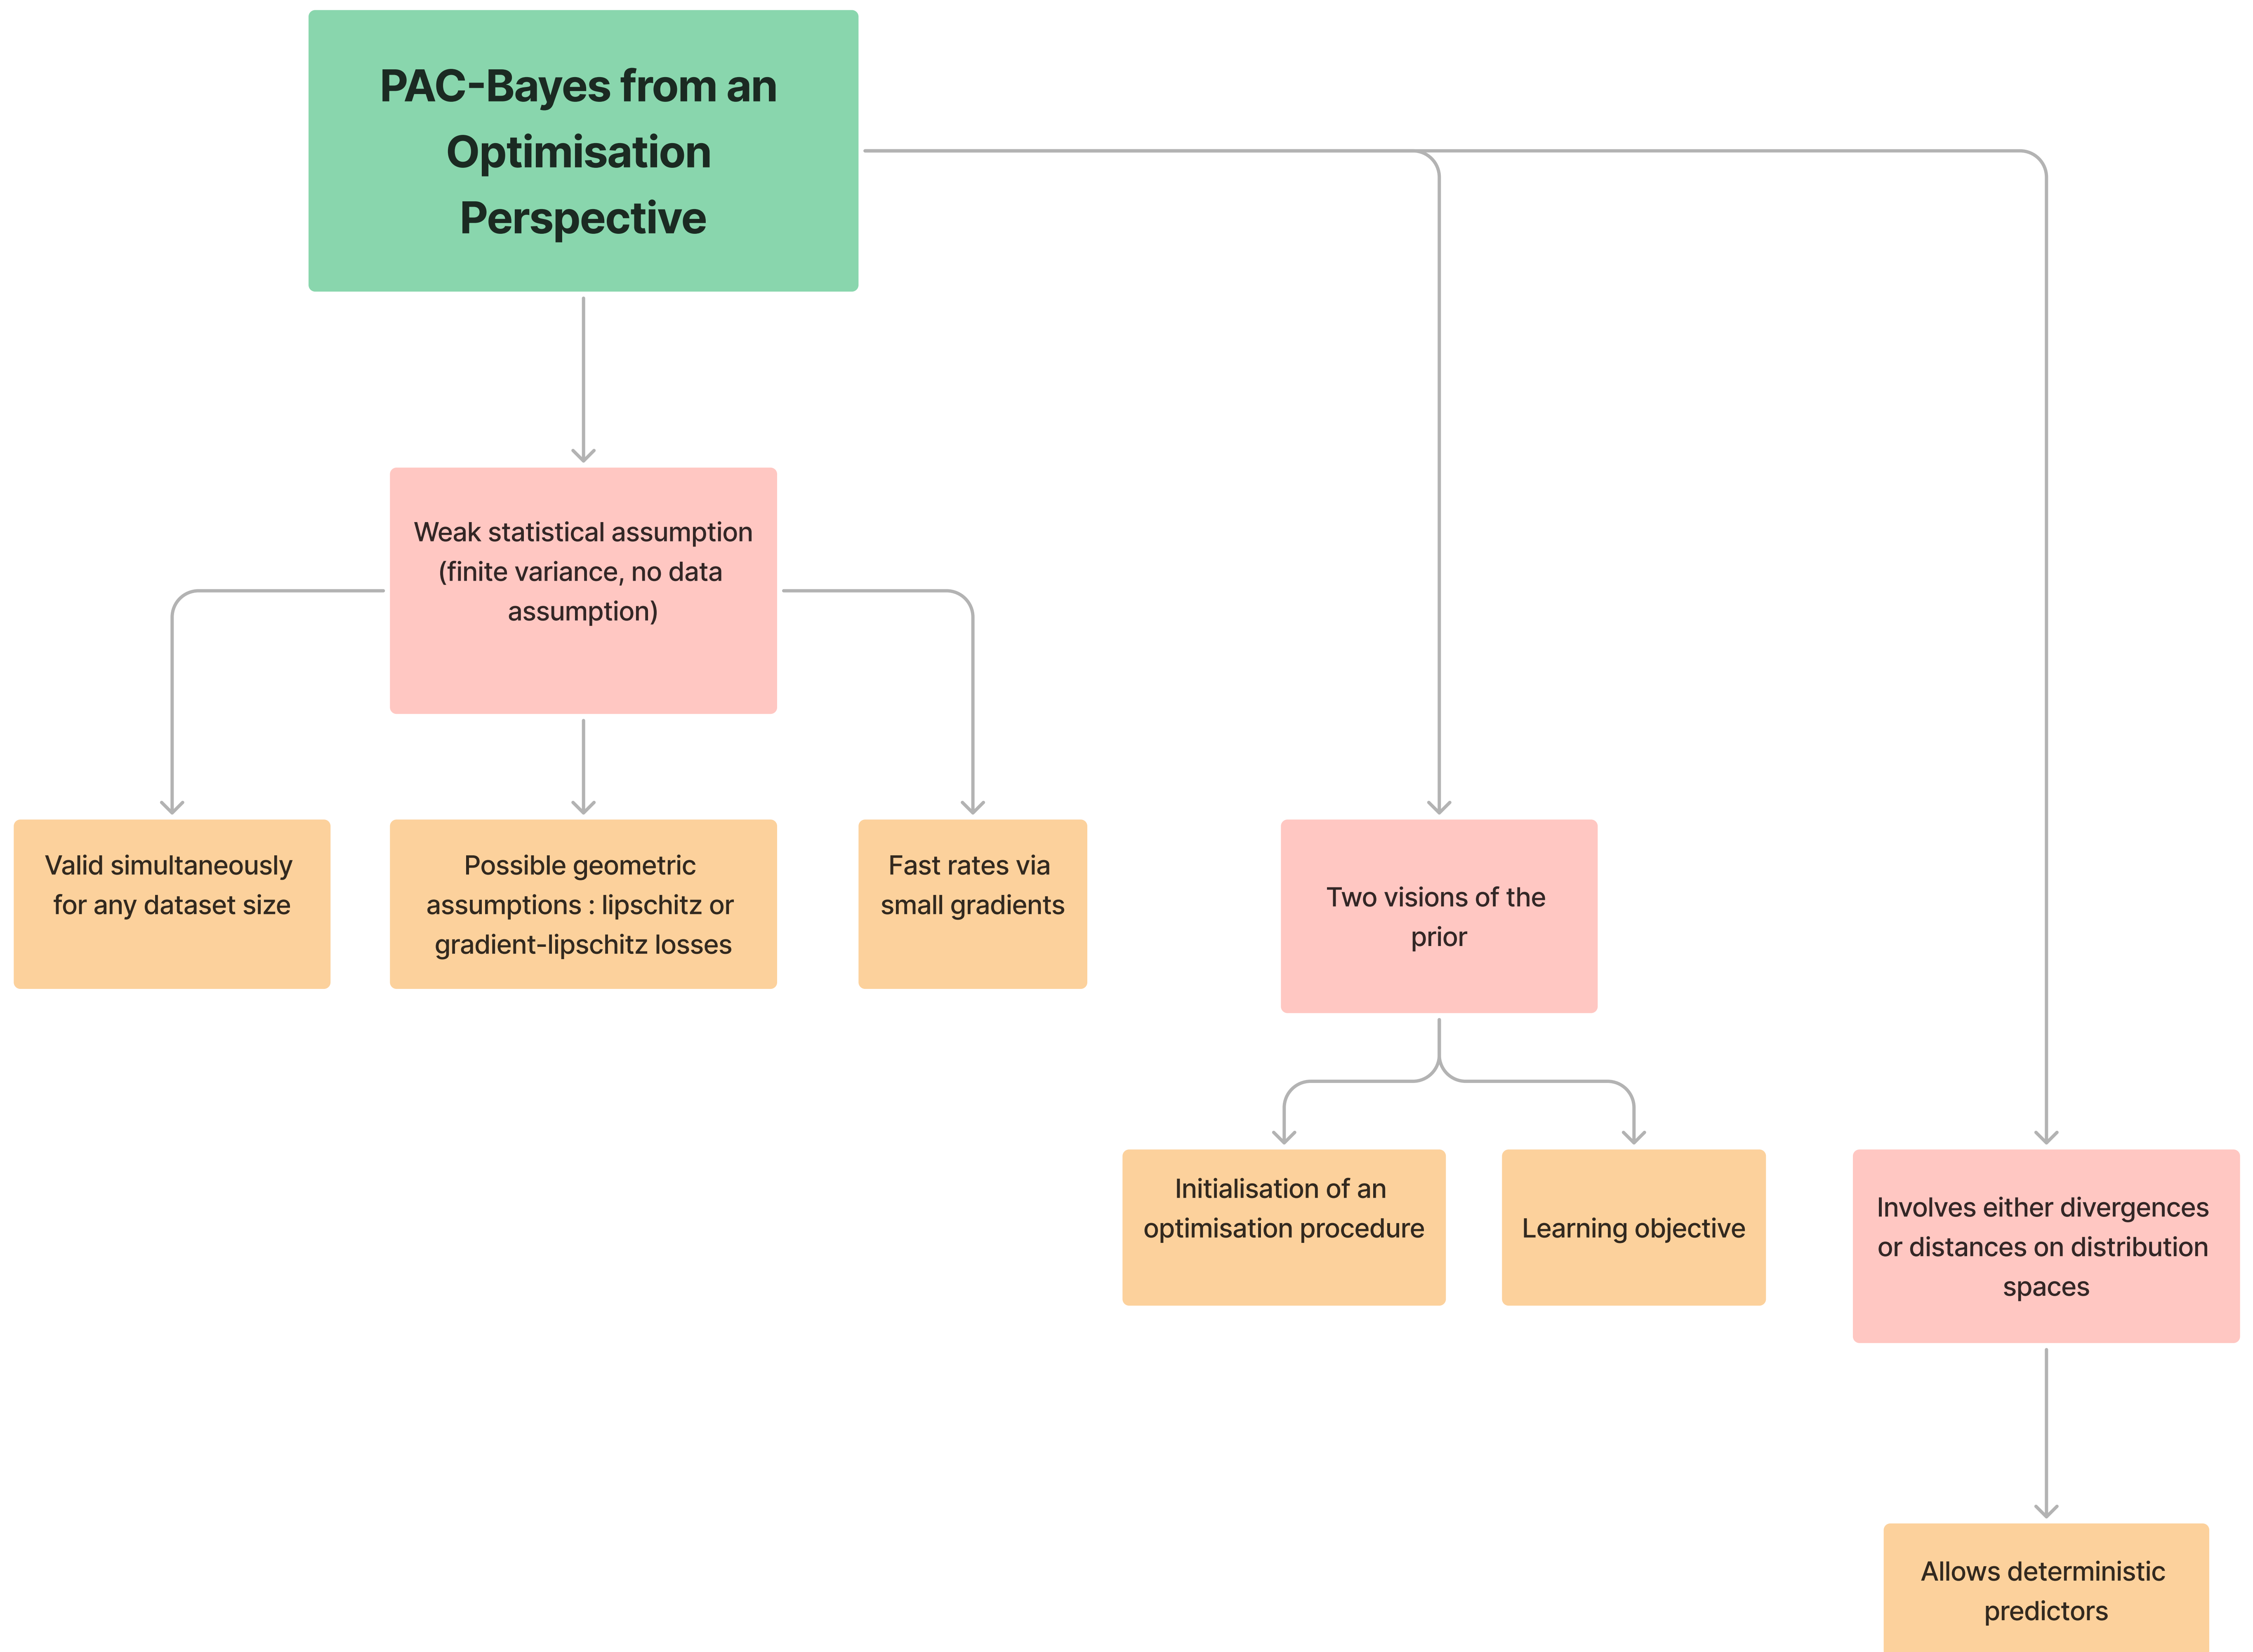 PAC-Bayes from an
Optimisation
Perspective
Weak statistical assumption
(finite variance, no data
assumption)
Valid simultaneously
for any dataset size
Possible geometric
assumptions : lipschitz or
gradient-lipschitz losses
Fast rates via
small gradients
Two visions of the
prior
Initialisation of an
optimisation procedure
Learning objective
Involves either divergences
or distances on distribution
spaces
Allows deterministic
predictors